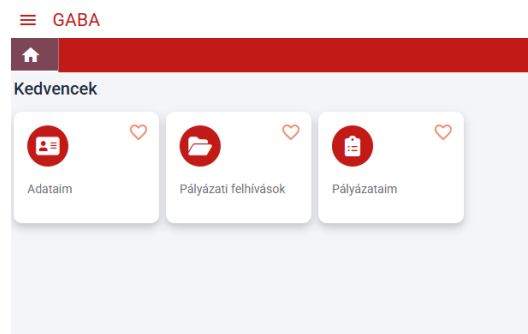 GABA
Kedvencek
Adataim
Pályázati felhívások
Pályázataim